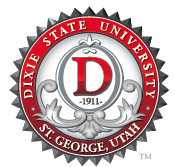 DIXIE STATE UNIVERSITY
D
-1911-
• ST. GEORGE, UTAH •
TM